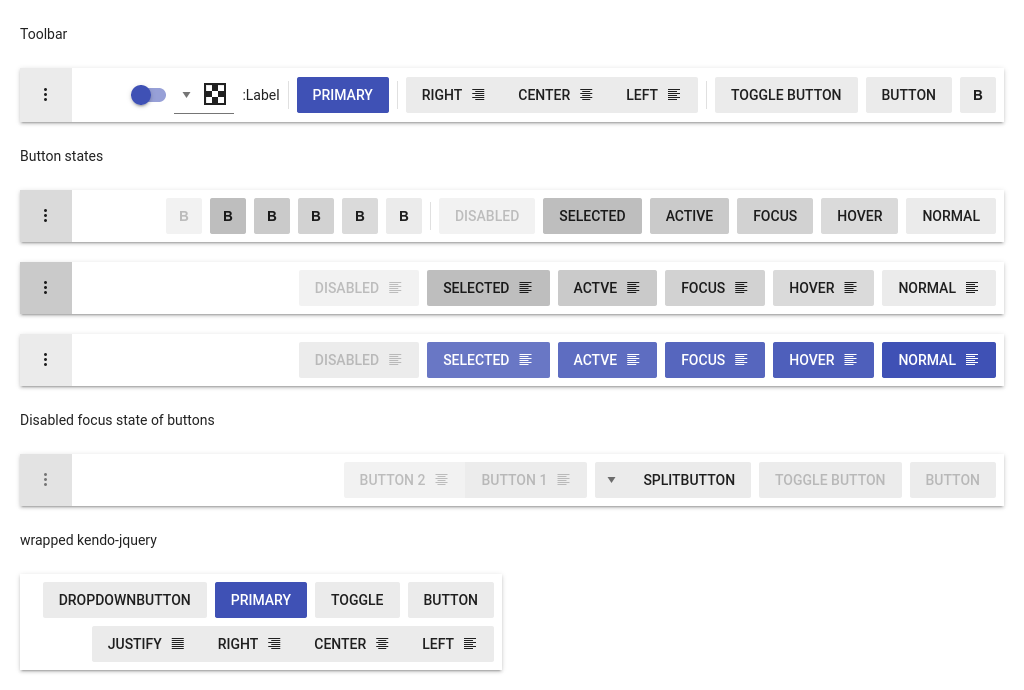 Toolbar
:Label PRIMARY RIGHT CENTER LEFT TOGGLE BUTTON BUTTON B
Button states
B B B B B B DISABLED SELECTED ACTIVE FOCUS HOVER NORMAL
DISABLED SELECTED ACTVE FOCUS HOVER NORMAL
DISABLED SELECTED ACTVE FOCUS HOVER NORMAL
Disabled focus state of buttons
BUTTON 2 BUTTON 1 SPLITBUTTON TOGGLE BUTTON BUTTON
wrapped kendo-jquery
DROPDOWNBUTTON PRIMARY TOGGLE BUTTON
JUSTIFY RIGHT CENTER LEFT